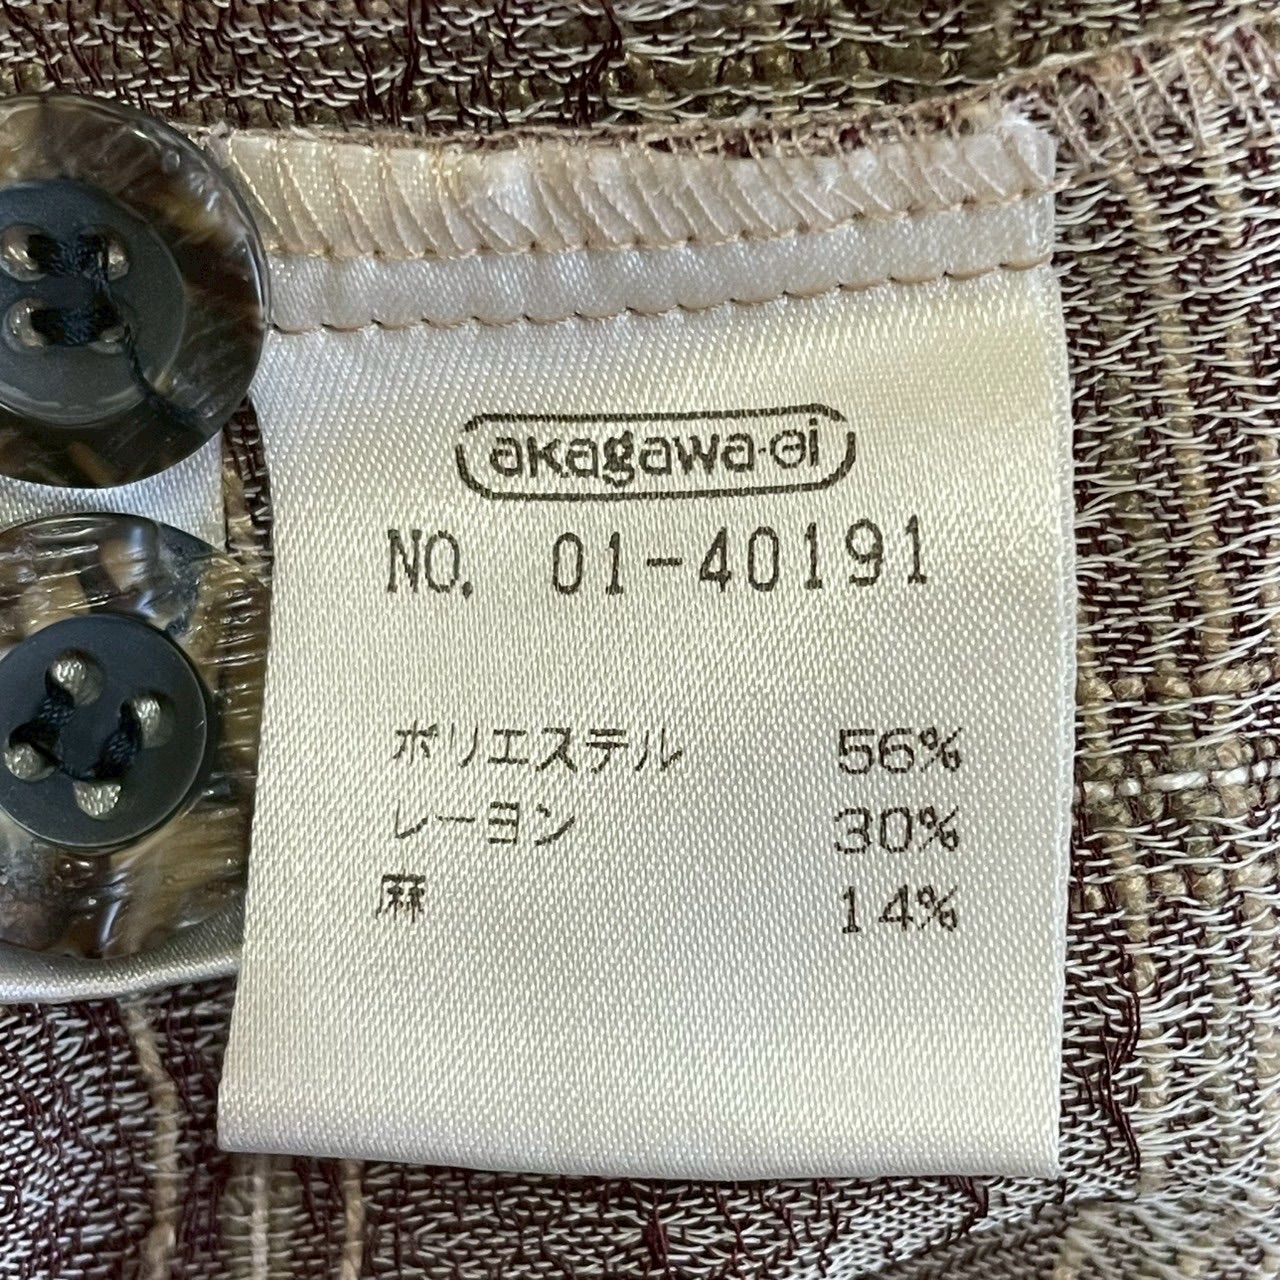 akagawa-ai
NO. 01-40191
ポリエステル 56%
レーヨン 30%
麻 14%